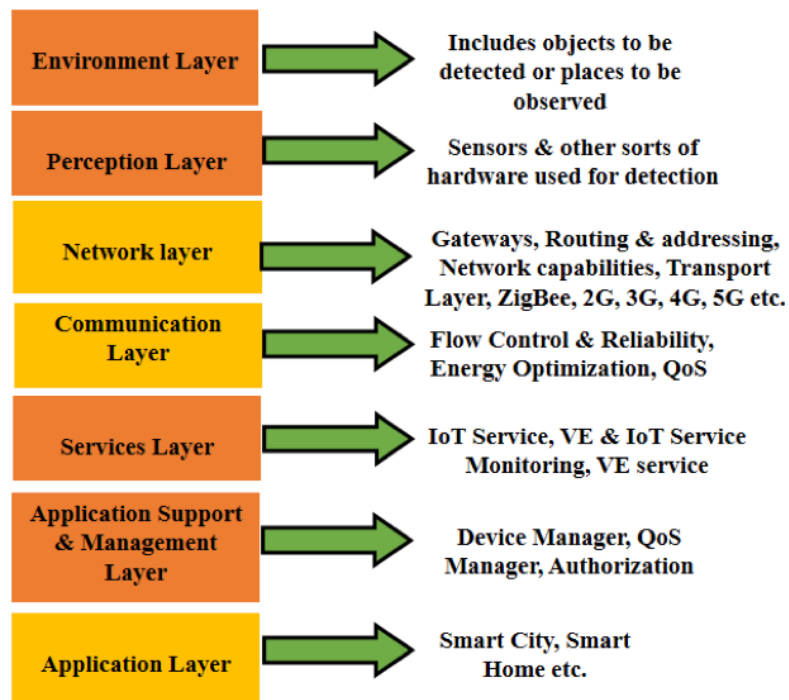 Environment Layer
Includes objects to be
detected or places to be
observed
Perception Layer
Sensors & other sorts of
hardware used for detection
Network layer
Gateways, Routing & addressing,
Network capabilities, Transport
Layer, ZigBee, 2G, 3G, 4G, 5G etc.
Communication
Layer
Flow Control & Reliability,
Energy Optimization, QoS
Services Layer
IoT Service, VE & IoT Service
Monitoring, VE service
Application Support
& Management
Layer
Device Manager, QoS
Manager, Authorization
Application Layer
Smart City, Smart
Home etc.